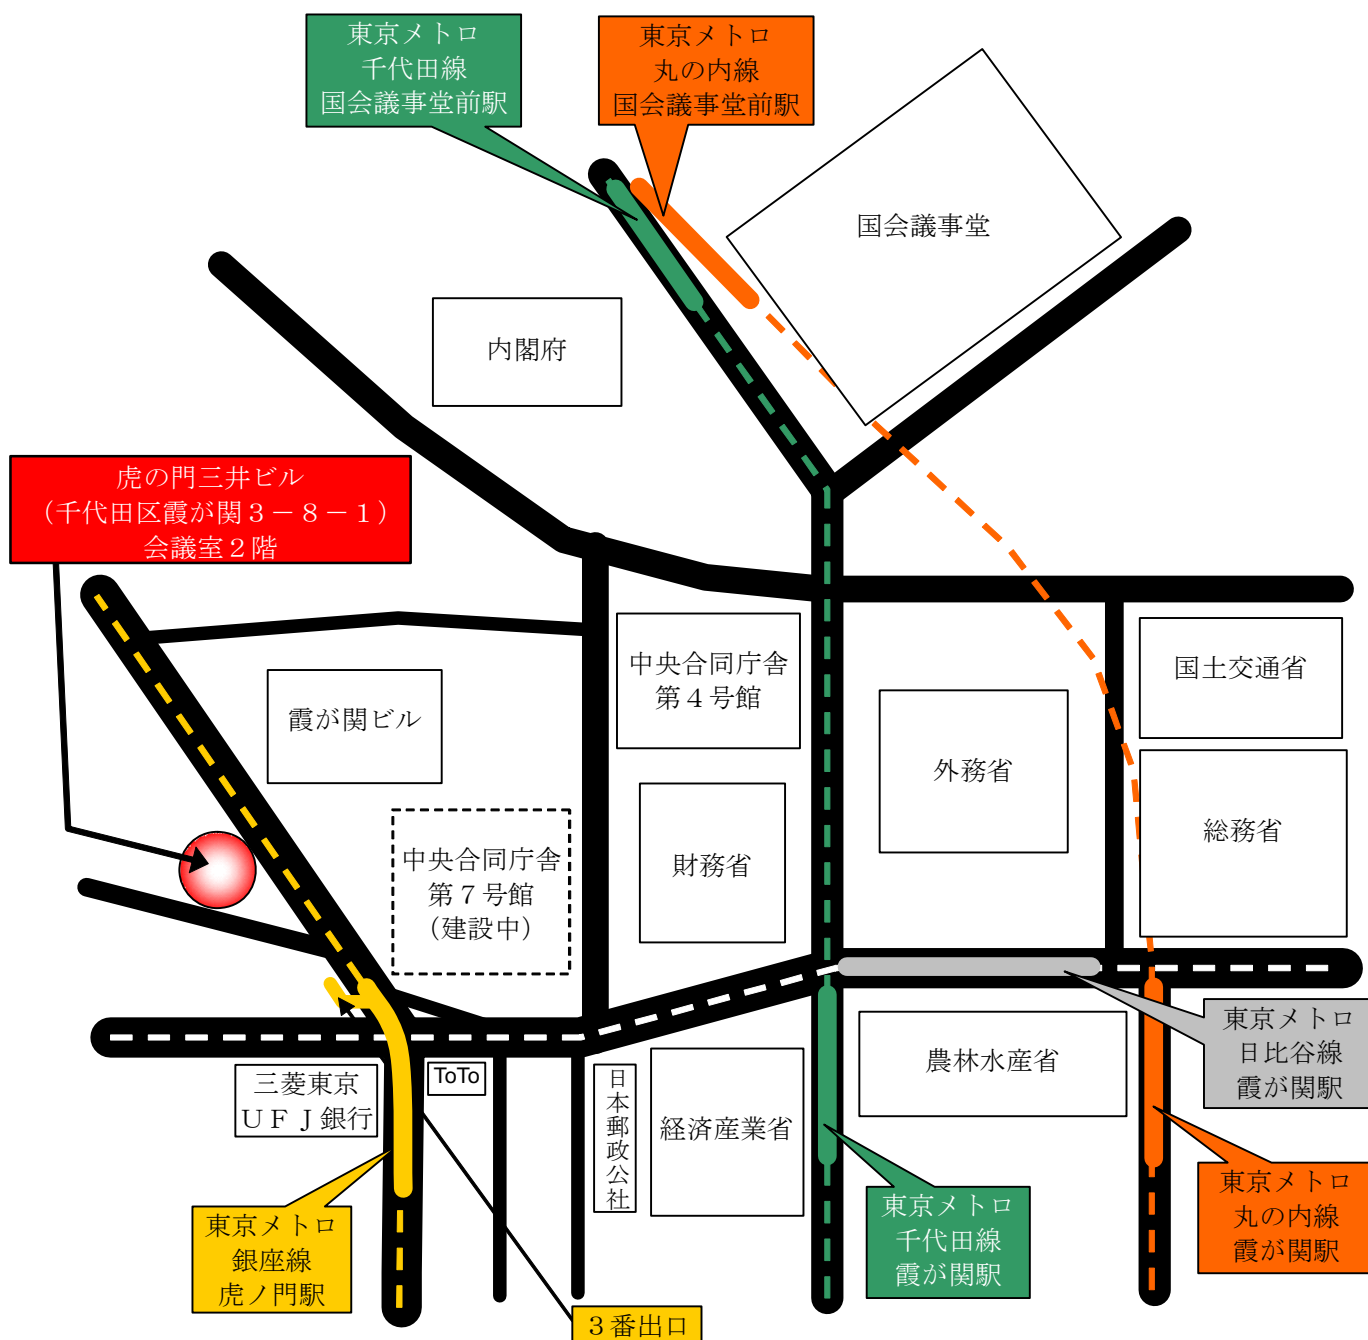 東京メトロ
千代田線
国会議事堂前駅
東京メトロ
丸の内線
国会議事堂前駅
国会議事堂
内閣府
虎の門三井ビル
（千代田区霞が関３－８－１）
会議室２階
中央合同庁舎
第４号館
国土交通省
霞が関ビル
外務省
総務省
中央合同庁舎
第７号館
（建設中）
財務省
東京メトロ
日比谷線
霞が関駅
農林水産省
三菱東京
ＵＦＪ銀行
ToTo
日本郵政公社
経済産業省
東京メトロ
銀座線
虎ノ門駅
東京メトロ
千代田線
霞が関駅
東京メトロ
丸の内線
霞が関駅
３番出口